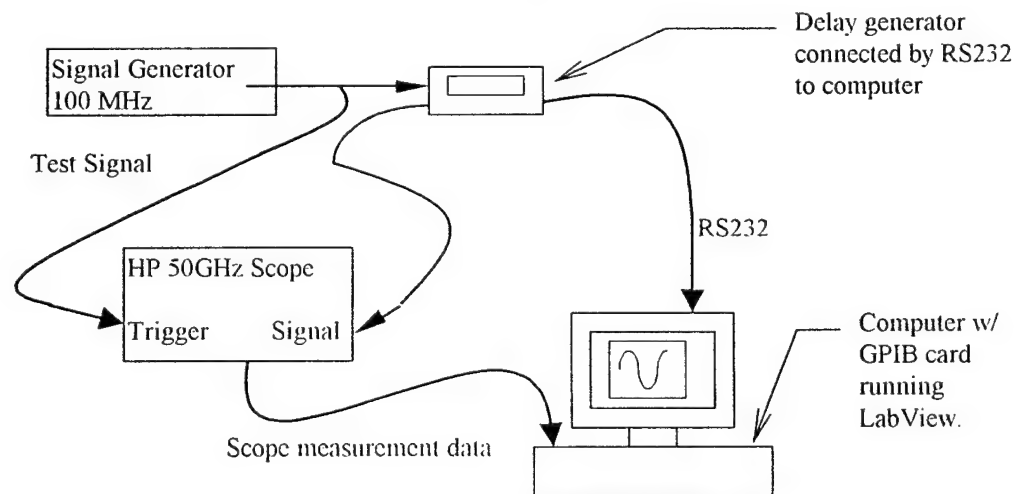 Signal Generator
100 MHz
Delay generator
connected by RS232
to computer
Test Signal
RS232
HP 50GHz Scope
Trigger
Signal
Computer w/
GPIB card
running
LabView.
Scope measurement data